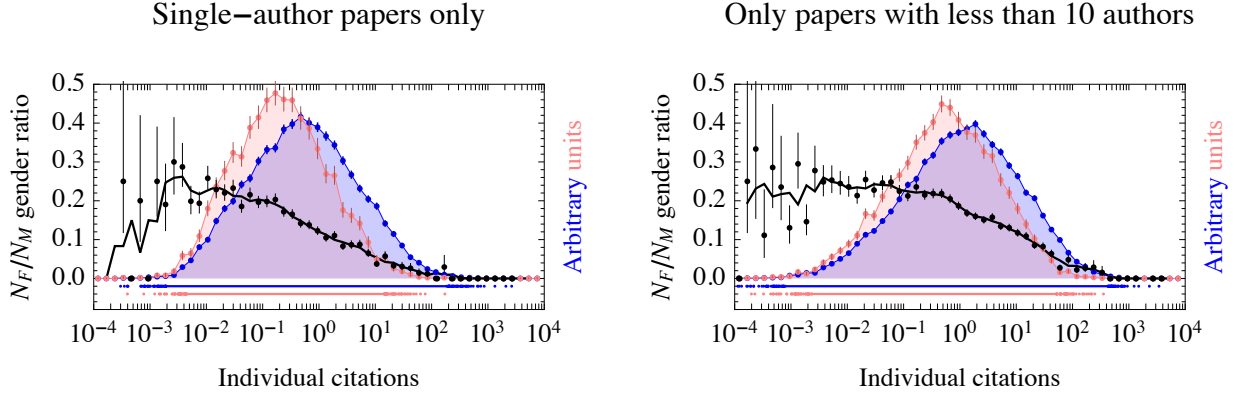 Single−author papers only
N_F/N_M gender ratio
0.5
0.4
0.3
0.2
0.1
0.0
10^−4 10^−3 10^−2 10^−1 10^0 10^1 10^2 10^3 10^4
Individual citations
Arbitrary units
Only papers with less than 10 authors
N_F/N_M gender ratio
0.5
0.4
0.3
0.2
0.1
0.0
10^−4 10^−3 10^−2 10^−1 10^0 10^1 10^2 10^3 10^4
Individual citations
Arbitrary units